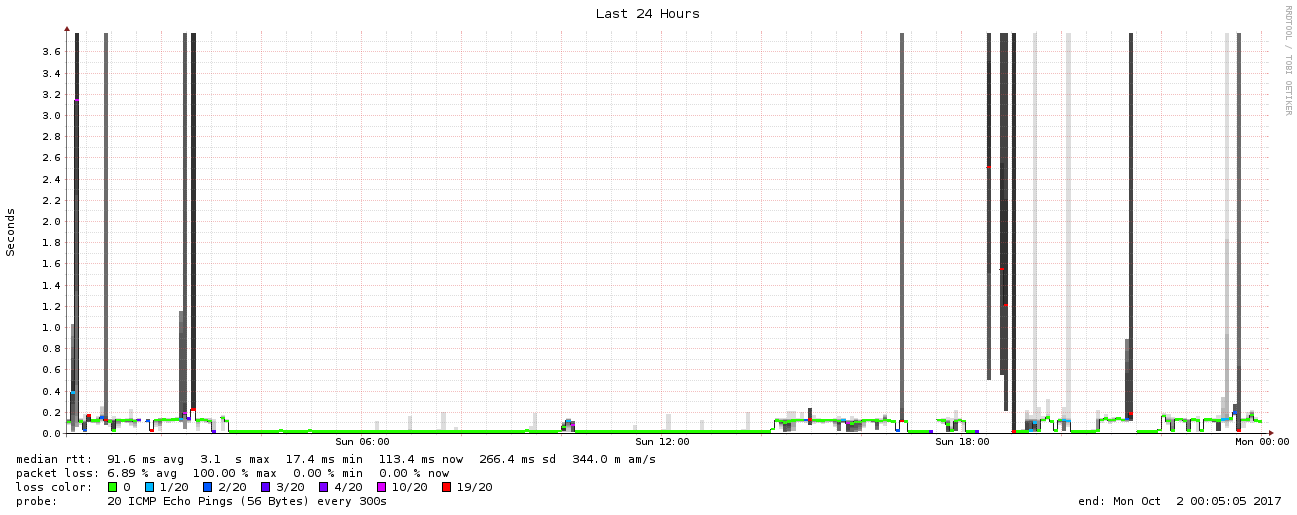 Last 24 Hours
RRDTOOL / TOBI OETIKER
Seconds
3.6
3.4
3.2
3.0
2.8
2.6
2.4
2.2
2.0
1.8
1.6
1.4
1.2
1.0
0.8
0.6
0.4
0.2
0.0
Sun 06:00 Sun 12:00 Sun 18:00 Mon 00:00
median rtt: 91.6 ms avg 3.1 s max 17.4 ms min 113.4 ms now 266.4 ms sd 344.0 m am/s
packet loss: 6.89 % avg 100.00 % max 0.00 % min 0.00 % now
loss color: 0 1/20 2/20 3/20 4/20 10/20 19/20
probe: 20 ICMP Echo Pings (56 Bytes) every 300s end: Mon Oct 2 00:05:05 2017